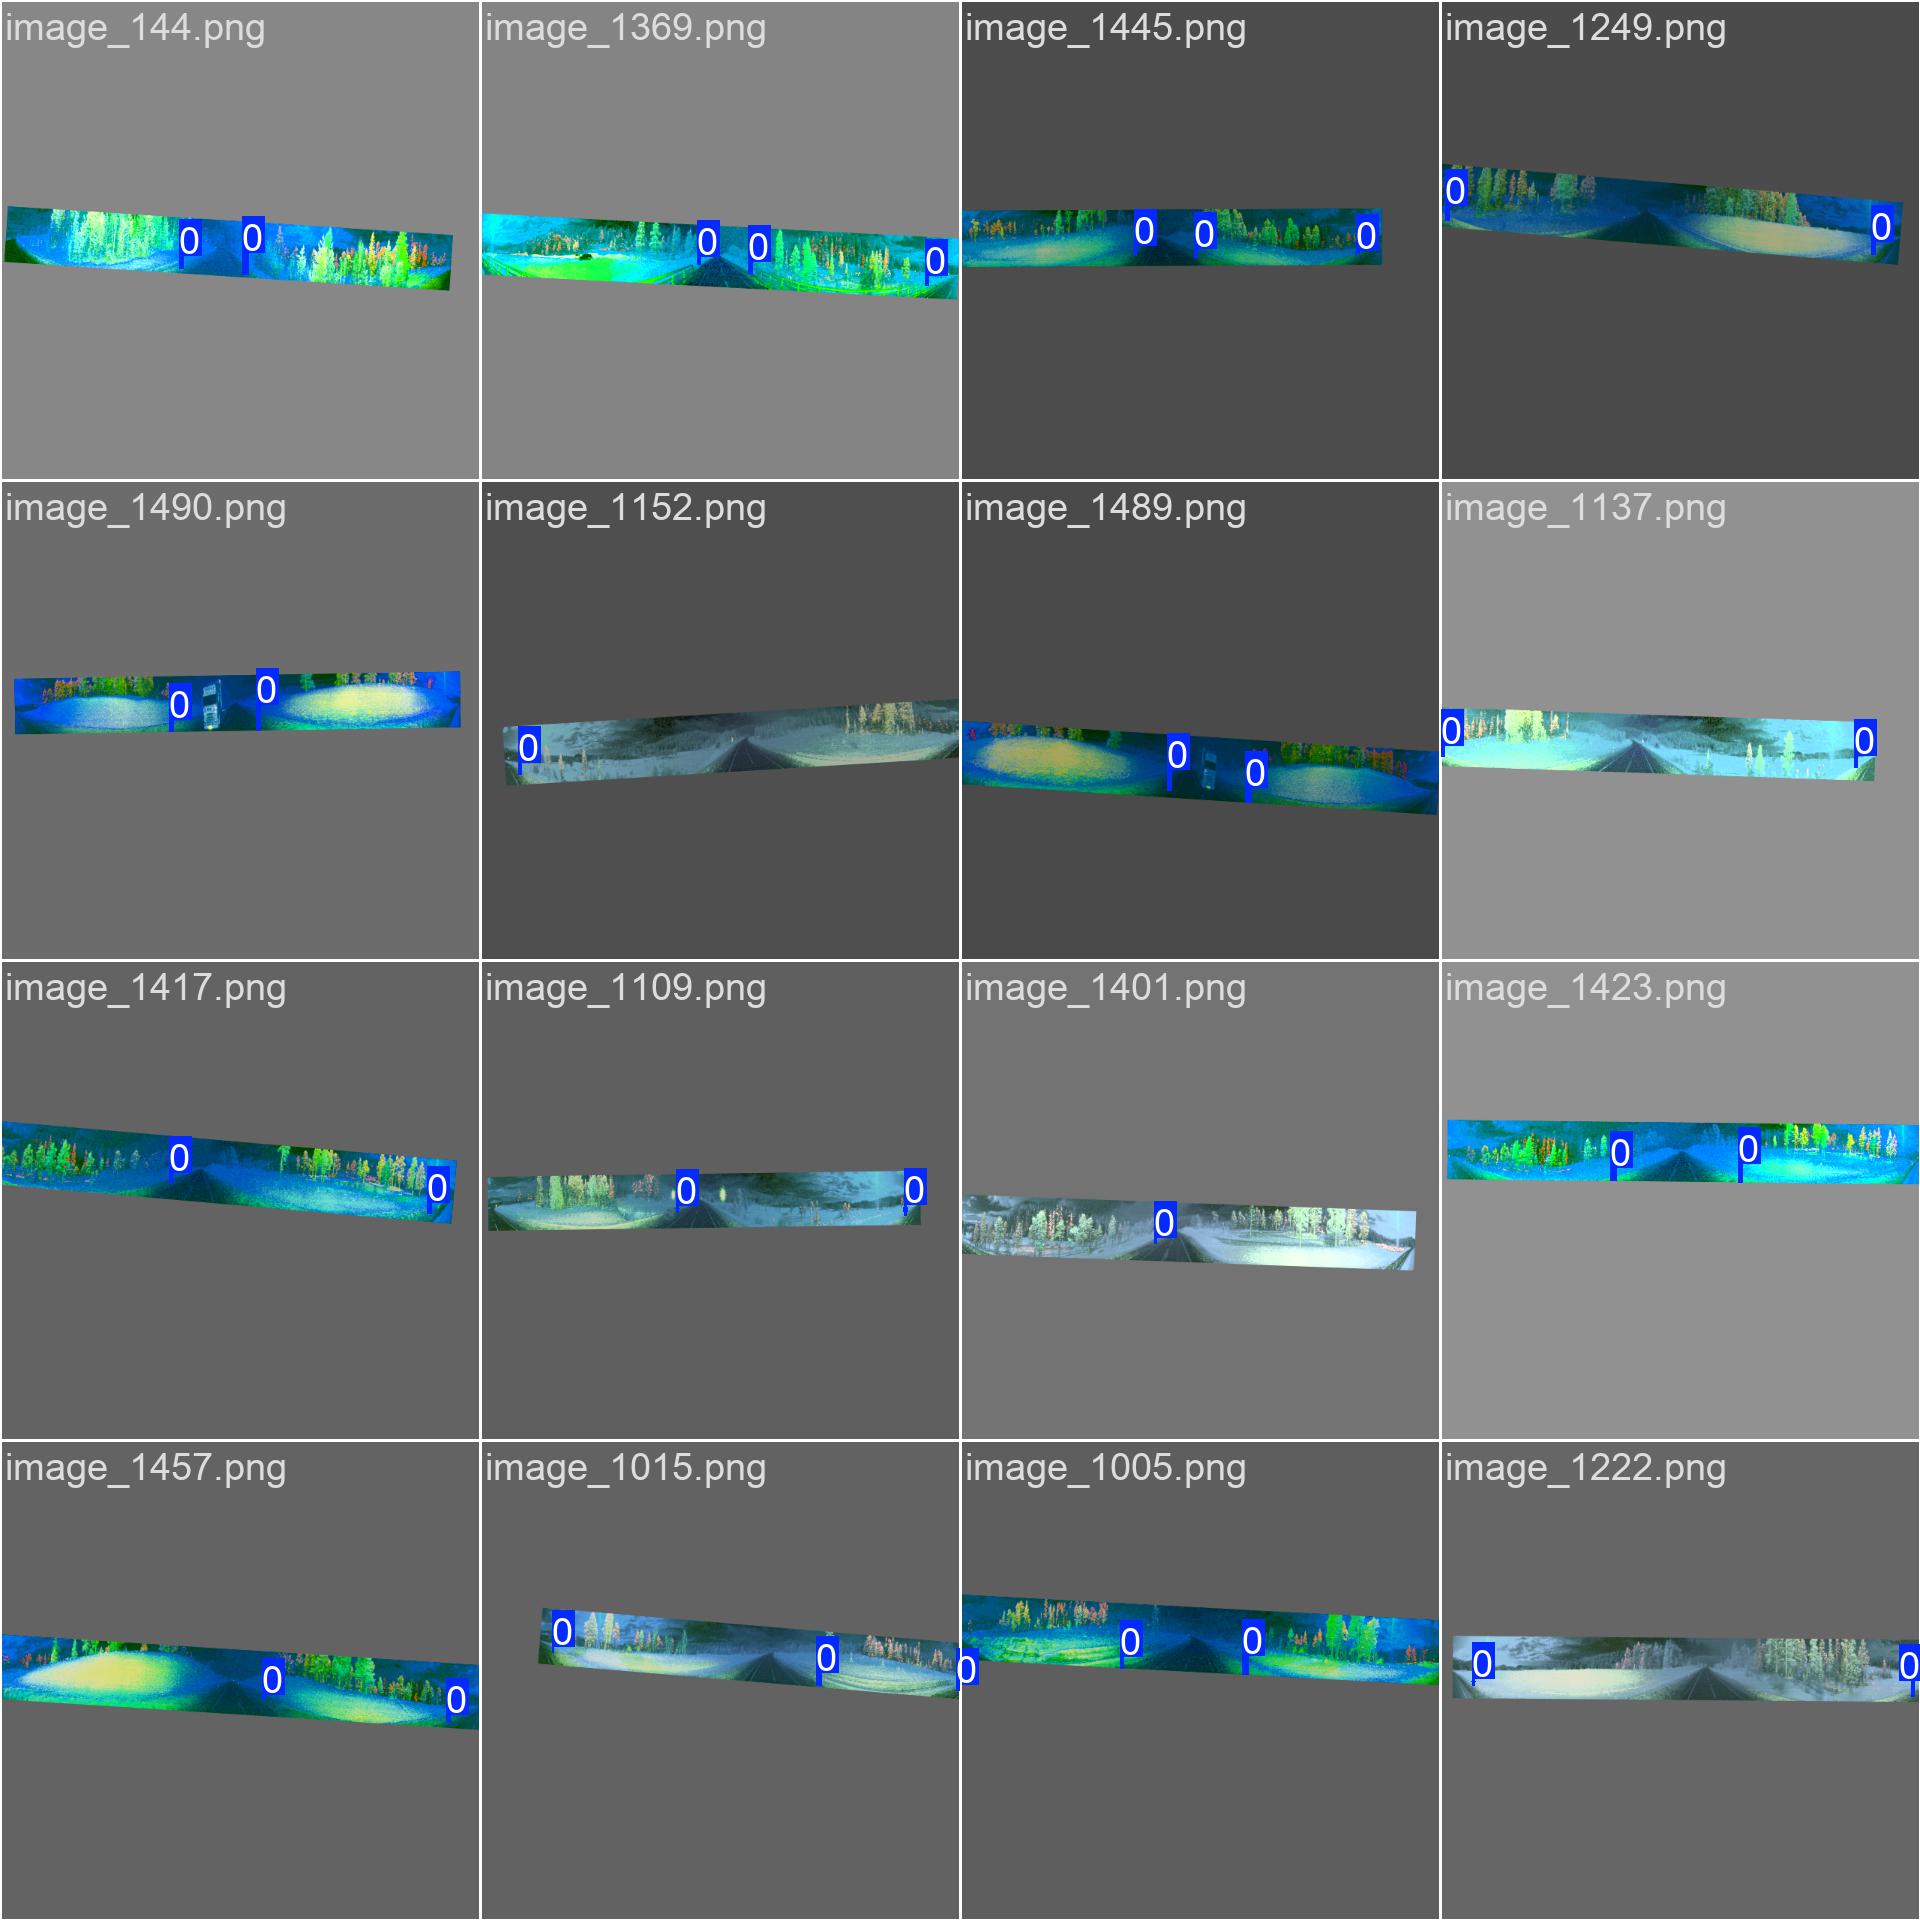 image_144.png
image_1369.png
image_1445.png
image_1249.png
0 0
0 0 0
0 0 0
0 0
image_1490.png
image_1152.png
image_1489.png
image_1137.png
0 0
0
0 0
0 0
image_1417.png
image_1109.png
image_1401.png
image_1423.png
0 0
0 0
0
0 0
image_1457.png
image_1015.png
image_1005.png
image_1222.png
0 0
0 0 0
0 0
0 0